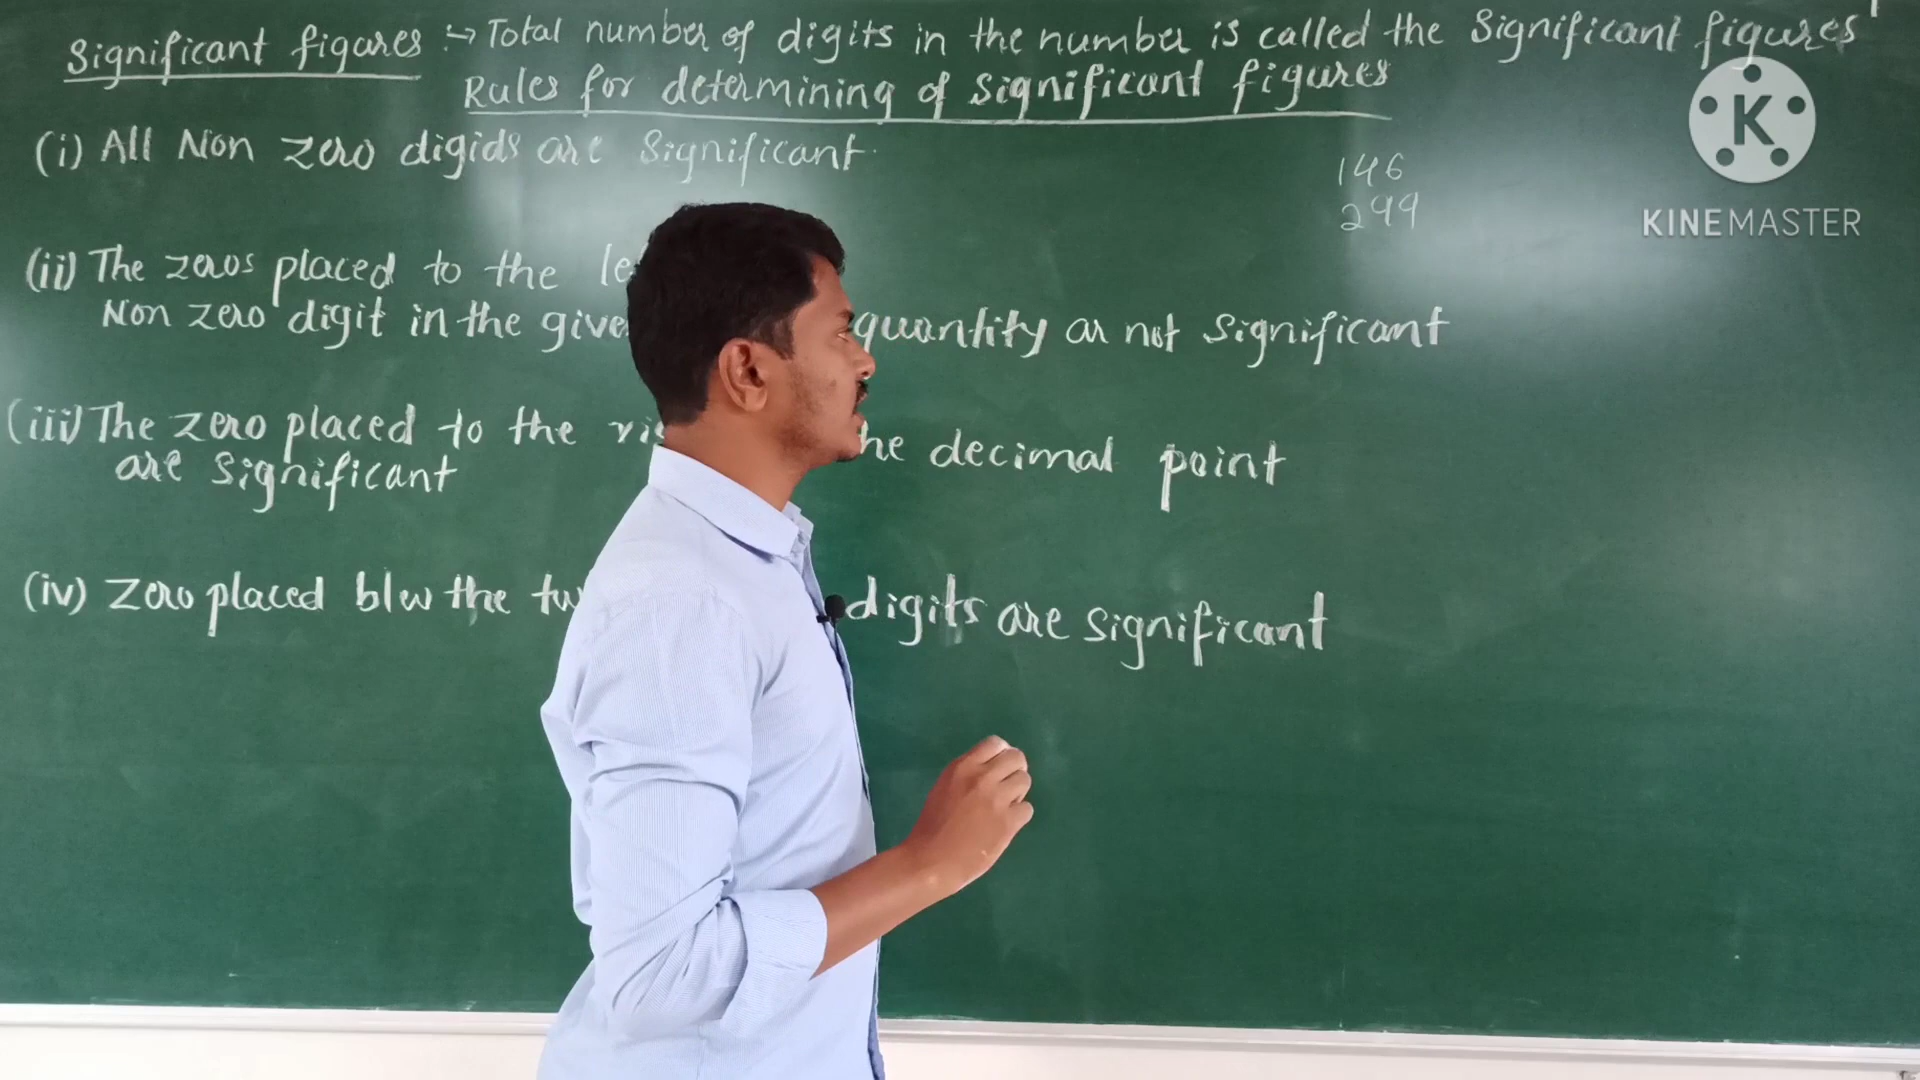 Significant figures :→ Total number of digits in the number is called the Significant figures
Rules for determining of significant figures
(i) All Non zero digids are Significant.
146
299
K
KINEMASTER
(ii) The zeros placed to the
Non zero digit in the quantity are not significant
(iii) The zero placed to the decimal point
are significant
(iv) Zero placed b/w the digits are significant